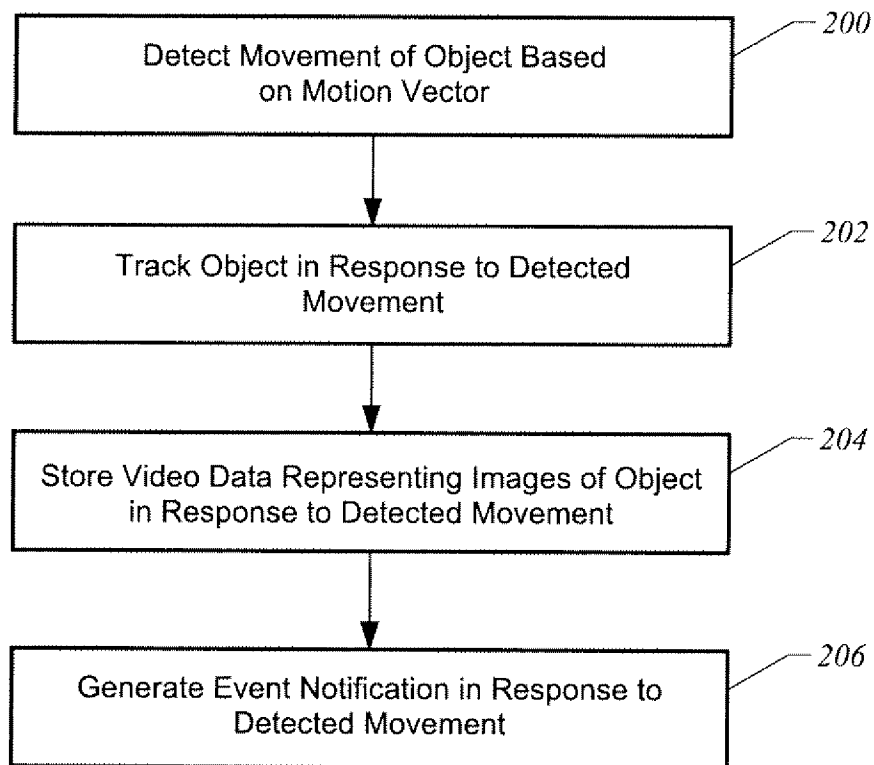 200
Detect Movement of Object Based
on Motion Vector
202
Track Object in Response to Detected
Movement
204
Store Video Data Representing Images of Object
in Response to Detected Movement
206
Generate Event Notification in Response to
Detected Movement